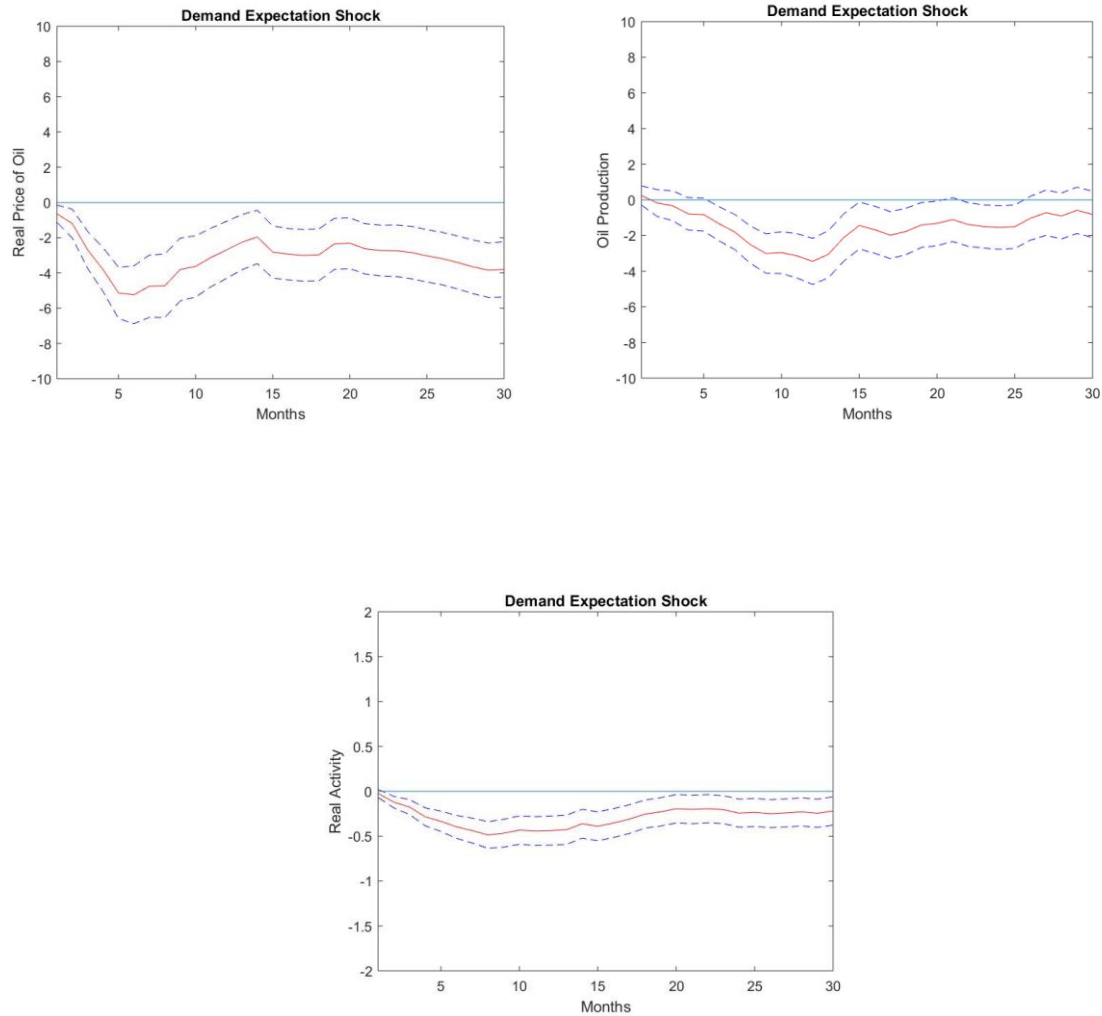 Demand Expectation Shock
10
8
6
4
2
0
-2
-4
-6
-8
-10
Real Price of Oil
5 10 15 20 25 30
Months
Demand Expectation Shock
10
8
6
4
2
0
-2
-4
-6
-8
-10
Oil Production
5 10 15 20 25 30
Months
Demand Expectation Shock
2
1.5
1
0.5
0
-0.5
-1
-1.5
-2
Real Activity
5 10 15 20 25 30
Months